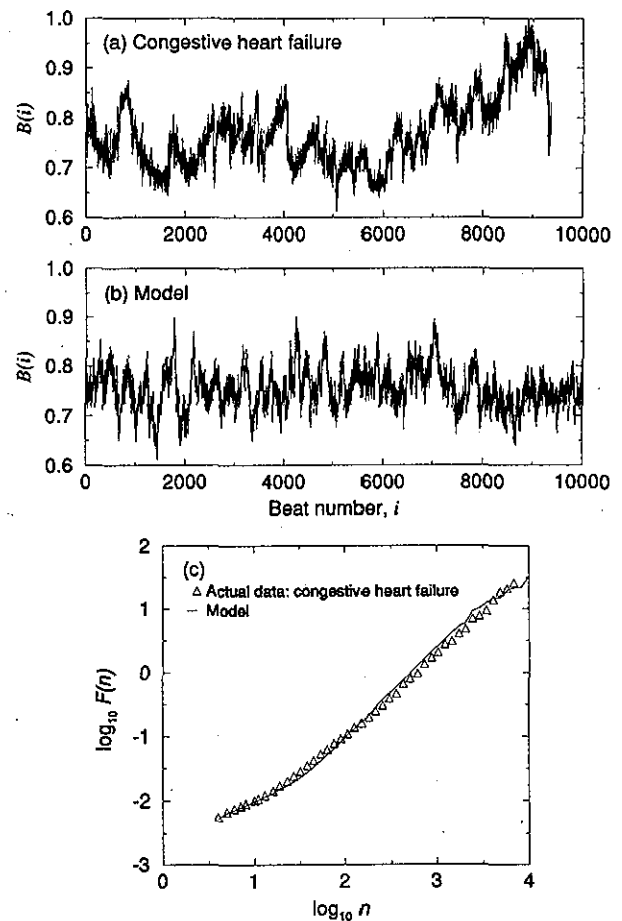 1.0
(a) Congestive heart failure
0.9
B(i)
0.8
0.7
0.6
0 2000 4000 6000 8000 10000
1.0
(b) Model
0.9
B(i)
0.8
0.7
0.6
0 2000 4000 6000 8000 10000
Beat number, i
2
(c)
△ Actual data: congestive heart failure
— Model
1
log₁₀ F(n)
0
-1
-2
-3
0 1 2 3 4
log₁₀ n